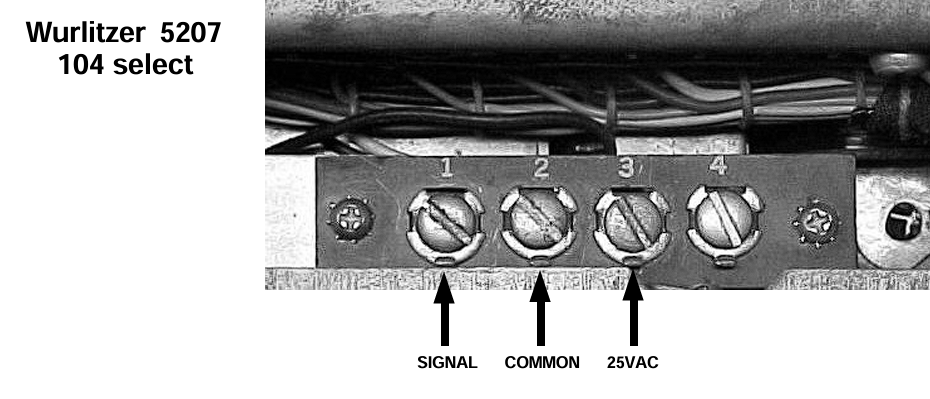 Wurlitzer 5207
104 select
1 2 3 4
SIGNAL COMMON 25VAC